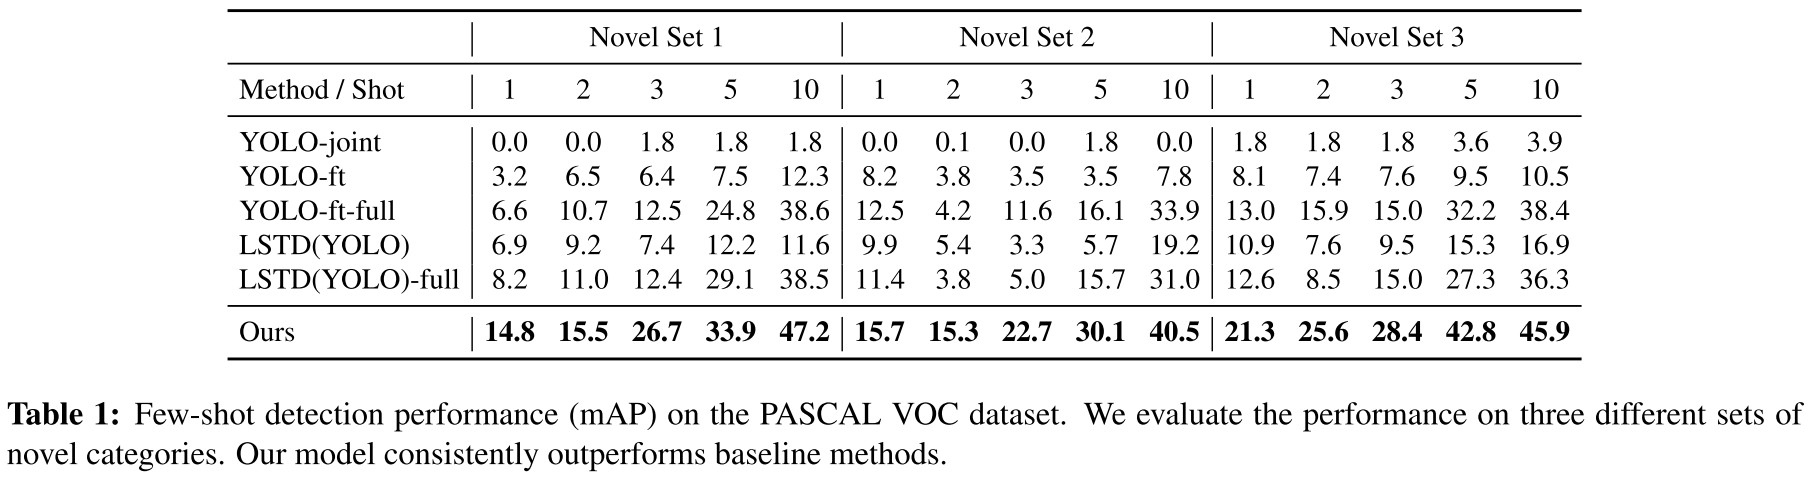 Novel Set 1 Novel Set 2 Novel Set 3
Method / Shot 1 2 3 5 10 1 2 3 5 10 1 2 3 5 10
YOLO-joint 0.0 0.0 1.8 1.8 1.8 0.0 0.1 0.0 1.8 0.0 1.8 1.8 1.8 3.6 3.9
YOLO-ft 3.2 6.5 6.4 7.5 12.3 8.2 3.8 3.5 3.5 7.8 8.1 7.4 7.6 9.5 10.5
YOLO-ft-full 6.6 10.7 12.5 24.8 38.6 12.5 4.2 11.6 16.1 33.9 13.0 15.9 15.0 32.2 38.4
LSTD(YOLO) 6.9 9.2 7.4 12.2 11.6 9.9 5.4 3.3 5.7 19.2 10.9 7.6 9.5 15.3 16.9
LSTD(YOLO)-full 8.2 11.0 12.4 29.1 38.5 11.4 3.8 5.0 15.7 31.0 12.6 8.5 15.0 27.3 36.3
Ours 14.8 15.5 26.7 33.9 47.2 15.7 15.3 22.7 30.1 40.5 21.3 25.6 28.4 42.8 45.9
Table 1: Few-shot detection performance (mAP) on the PASCAL VOC dataset. We evaluate the performance on three different sets of
novel categories. Our model consistently outperforms baseline methods.